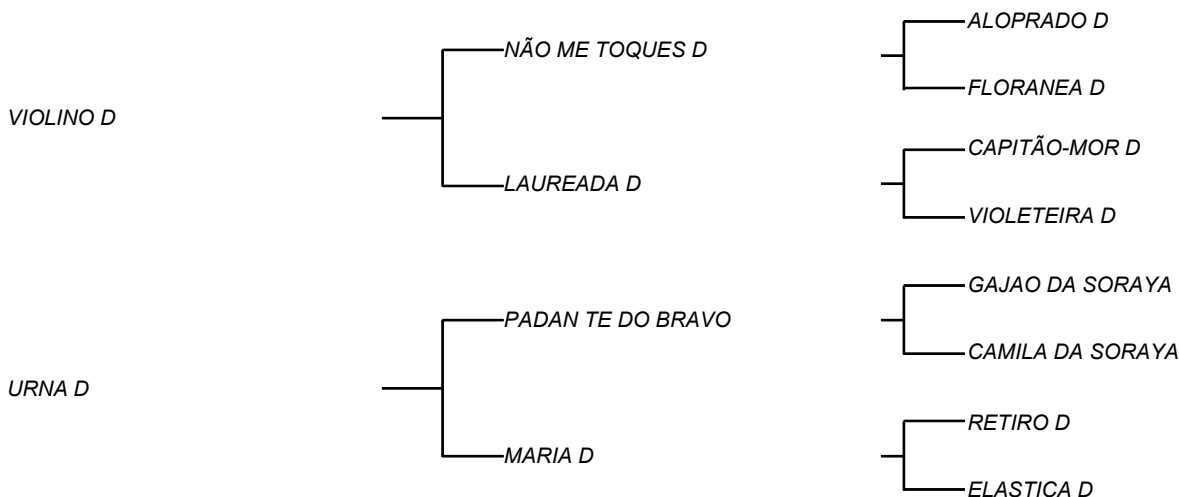 ALOPRADO D
NÃO ME TOQUES D
FLORANEA D
VIOLINO D
CAPITÃO-MOR D
LAUREADA D
VIOLETEIRA D
GAJAO DA SORAYA
PADAN TE DO BRAVO
CAMILA DA SORAYA
URNA D
RETIRO D
MARIA D
ELASTICA D